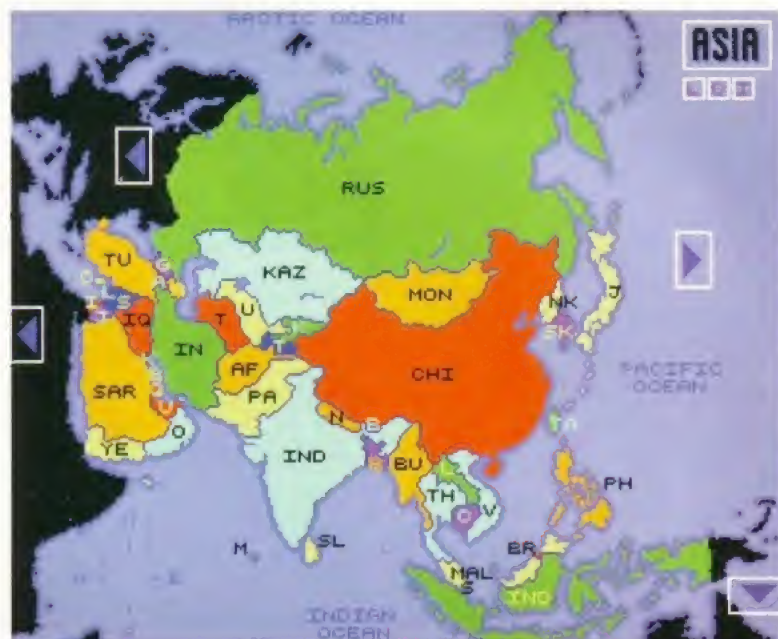 ARCTIC OCEAN
ASIA
RUS
TU
KAZ
G
MON
NK
J
SK
IQ
T
U
IN
AF
T
CHI
PACIFIC
OCEAN
SAR
PA
U
N
B
O
YE
IND
B
BU
L
TH
V
C
PH
M
SL
BR
MAL
S
IND
INDIAN
OCEAN